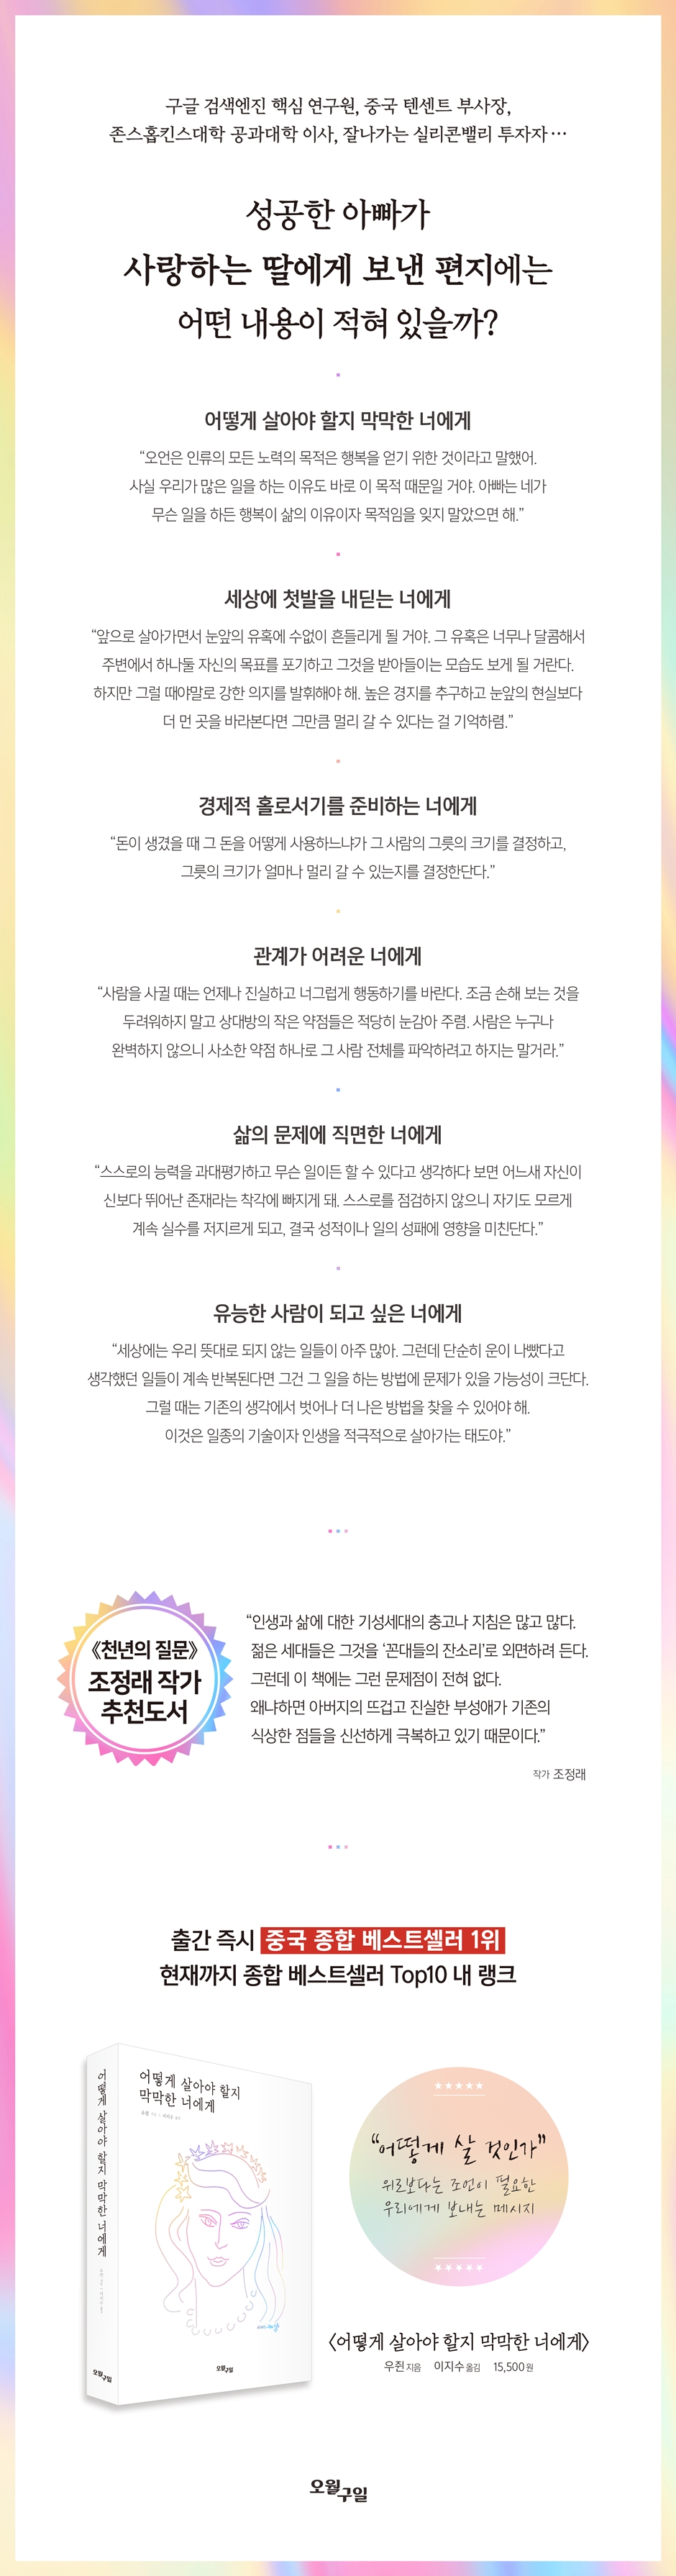 구글 검색엔진 핵심 연구원, 중국 텐센트 부사장,
존스홉킨스대학 공과대학 이사, 잘나가는 실리콘밸리 투자자…
성공한 아빠가
사랑하는 딸에게 보낸 편지에는
어떤 내용이 적혀 있을까?
어떻게 살아야 할지 막막한 너에게
“오언은 인류의 모든 노력의 목적은 행복을 얻기 위한 것이라고 말했어.
사실 우리가 많은 일을 하는 이유도 바로 이 목적 때문일 거야. 아빠는 네가
무슨 일을 하든 행복이 삶의 이유이자 목적임을 잊지 말았으면 해.”
세상에 첫발을 내딛는 너에게
“앞으로 살아가면서 눈앞의 유혹에 수없이 흔들리게 될 거야. 그 유혹은 너무나 달콤해서
주변에서 하나둘 자신의 목표를 포기하고 그것을 받아들이는 모습도 보게 될 거란다.
하지만 그럴 때야말로 강한 의지를 발휘해야 해. 높은 경지를 추구하고 눈앞의 현실보다
더 먼 곳을 바라본다면 그만큼 멀리 갈 수 있다는 걸 기억하렴.”
경제적 홀로서기를 준비하는 너에게
“돈이 생겼을 때 그 돈을 어떻게 사용하느냐가 그 사람의 그릇의 크기를 결정하고,
그릇의 크기가 얼마나 멀리 갈 수 있는지를 결정한단다.”
관계가 어려운 너에게
“사람을 사귈 때는 언제나 진실하고 너그럽게 행동하기를 바란다. 조금 손해 보는 것을
두려워하지 말고 상대방의 작은 약점들은 적당히 눈감아 주렴. 사람은 누구나
완벽하지 않으니 사소한 약점 하나로 그 사람 전체를 파악하려고 하지는 말거라.”
삶의 문제에 직면한 너에게
“스스로의 능력을 과대평가하고 무슨 일이든 할 수 있다고 생각하다 보면 어느새 자신이
신보다 뛰어난 존재라는 착각에 빠지게 돼. 스스로를 점검하지 않으니 자기도 모르게
계속 실수를 저지르게 되고, 결국 성적이나 일의 성패에 영향을 미친단다.”
유능한 사람이 되고 싶은 너에게
“세상에는 우리 뜻대로 되지 않는 일들이 아주 많아. 그런데 단순히 운이 나빴다고
생각했던 일들이 계속 반복된다면 그건 그 일을 하는 방법에 문제가 있을 가능성이 크단다.
그럴 때는 기존의 생각에서 벗어나 더 나은 방법을 찾을 수 있어야 해.
이것은 일종의 기술이자 인생을 적극적으로 살아가는 태도야.”
《천년의 질문》
조정래 작가
추천도서
“인생과 삶에 대한 기성세대의 충고나 지침은 많고 많다.
젊은 세대들은 그것을 ‘꼰대들의 잔소리’로 외면하려 든다.
그런데 이 책에는 그런 문제점이 전혀 없다.
왜냐하면 아버지의 뜨겁고 진실한 부성애가 기존의
식상한 점들을 신선하게 극복하고 있기 때문이다.”
작가 조정래
출간 즉시 중국 종합 베스트셀러 1위
현재까지 종합 베스트셀러 Top10 내 랭크
어떻게 살아야 할지 막막한 너에게
오월구일
어떻게 살아야 할지
막막한 너에게
오월구일
“어떻게 살 것인가”
위로보다는 조언이 필요한
우리에게 보내는 메시지
〈어떻게 살아야 할지 막막한 너에게〉
우쥔 지음 이지수 옮김 15,500원
오월구일